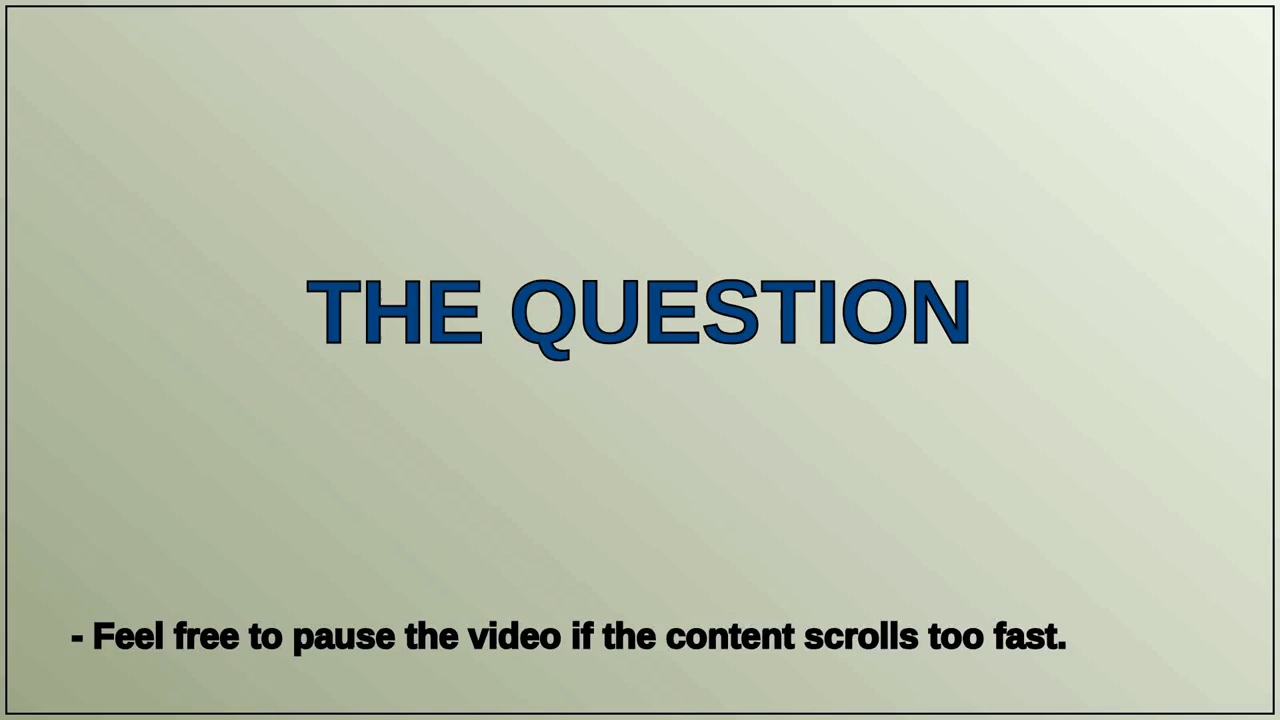 THE QUESTION
- Feel free to pause the video if the content scrolls too fast.